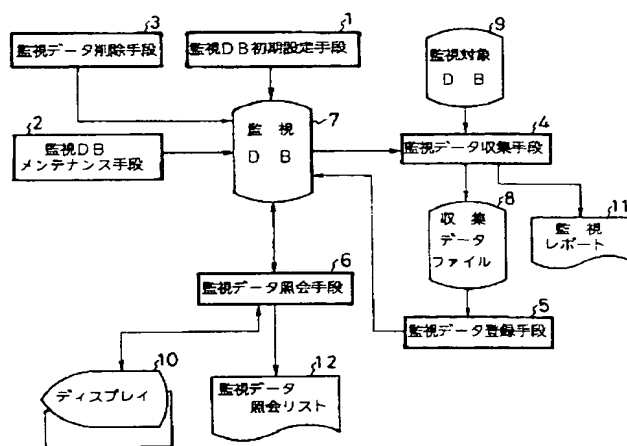 3
監視データ削除手段
1
監視DB初期設定手段
9
監視対象
D B
2
監視DB
メンテナンス手段
7
監 視
D B
4
監視データ収集手段
8
収 集
データ
ファイル
11
監 視
レポート
6
監視データ照会手段
5
監視データ登録手段
10
ディスプレイ
12
監視データ
照会リスト